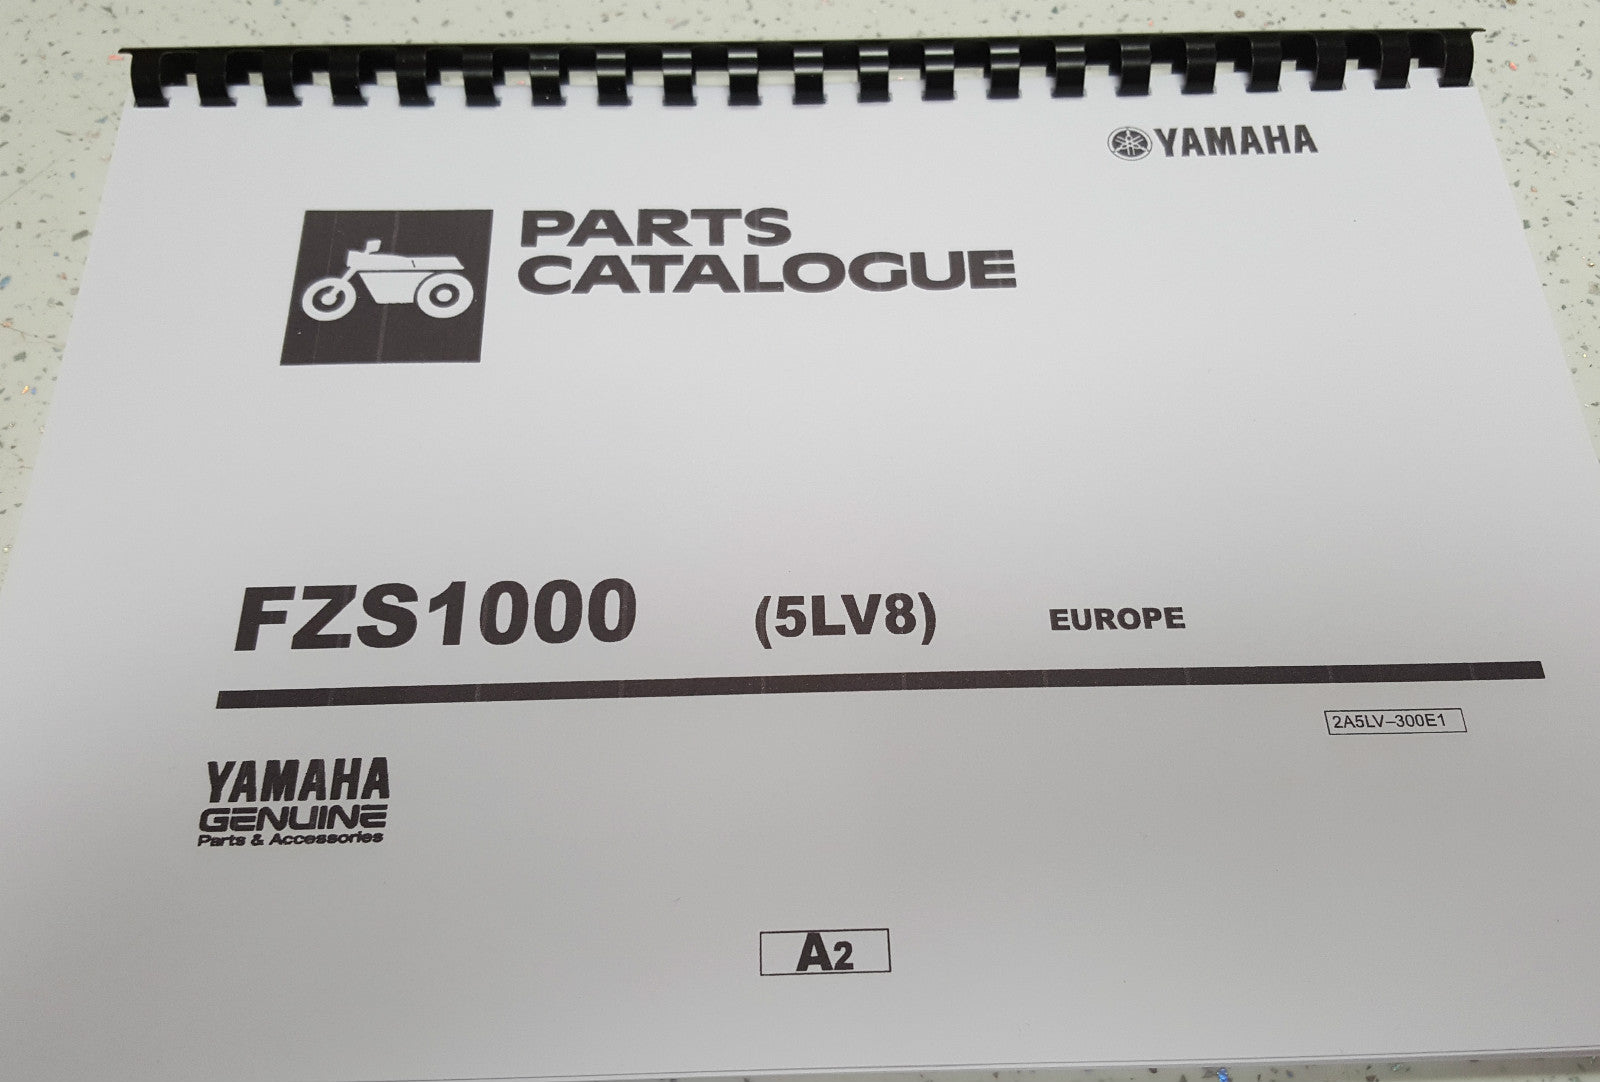 YAMAHA
PARTS
CATALOGUE
FZS1000 (5LV8) EUROPE
2A5LV-300E1
YAMAHA
GENUINE
Parts & Accessories
A2